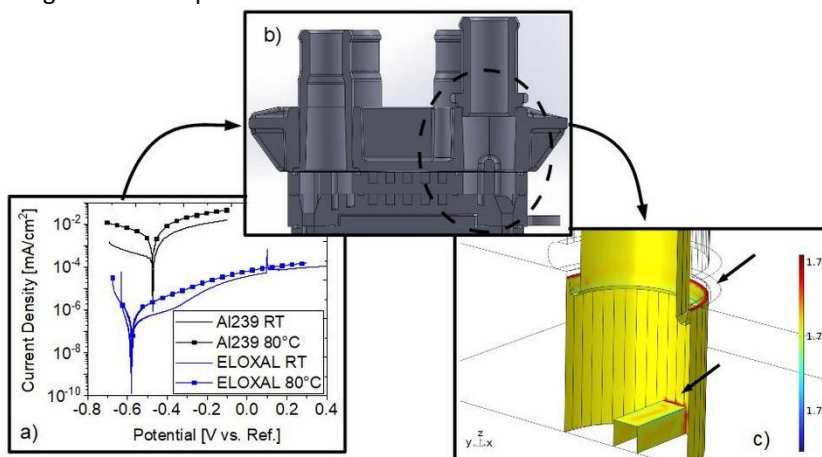 b)
10⁻²
10⁻⁴
10⁻⁶
10⁻⁸
10⁻¹⁰
Current Density [mA/cm²]
Al239 RT
Al239 80°C
ELOXAL RT
ELOXAL 80°C
-0.8 -0.6 -0.4 -0.2 0.0 0.2 0.4
a)
Potential [V vs. Ref.]
1.7
1.7
1.7
z
y x
c)